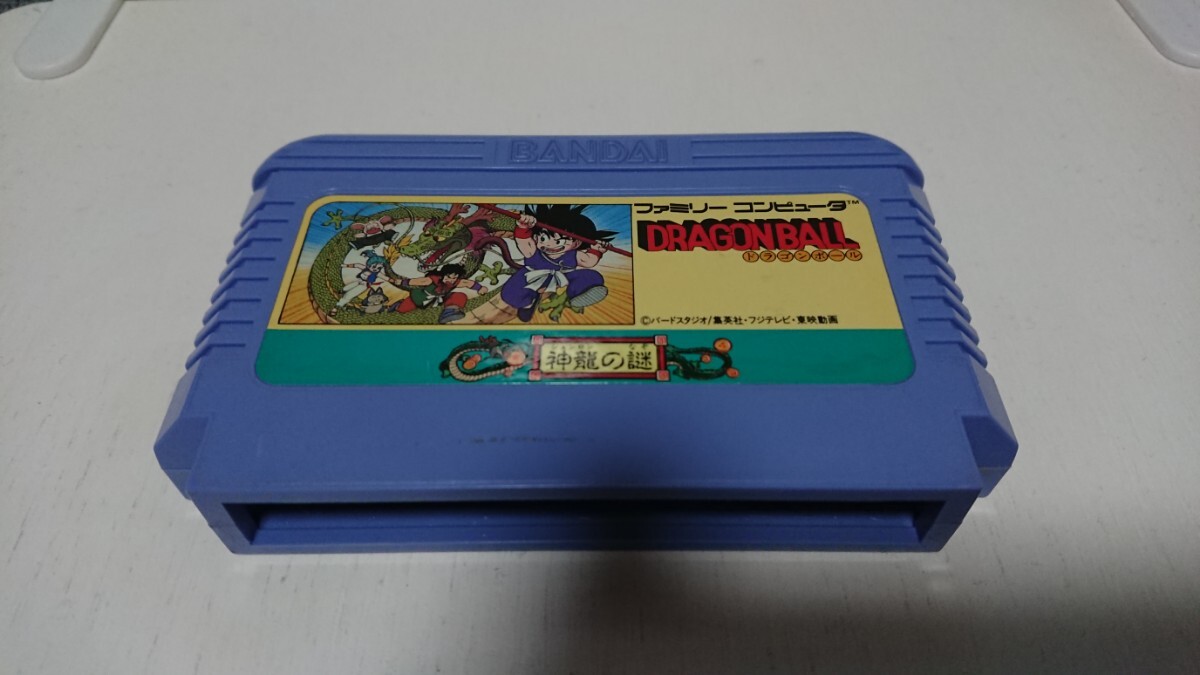 BANDAI
ファミリー コンピュータ™
DRAGON BALL
ドラゴンボール
©バードスタジオ/集英社・フジテレビ・東映動画
神龍の謎